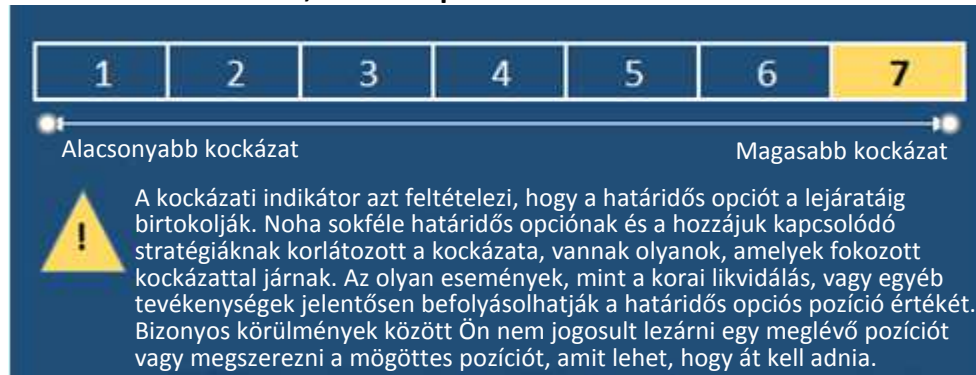 1 2 3 4 5 6 7
Alacsonyabb kockázat Magasabb kockázat
A kockázati indikátor azt feltételezi, hogy a határidős opciót a lejáratáig
! birtokolják. Noha sokféle határidős opciónak és a hozzájuk kapcsolódó
stratégiáknak korlátozott a kockázata, vannak olyanok, amelyek fokozott
kockázattal járnak. Az olyan események, mint a korai likvidálás, vagy egyéb
tevékenységek jelentősen befolyásolhatják a határidős opciós pozíció értékét.
Bizonyos körülmények között Ön nem jogosult lezárni egy meglévő pozíciót
vagy megszerezni a mögöttes pozíciót, amit lehet, hogy át kell adnia.